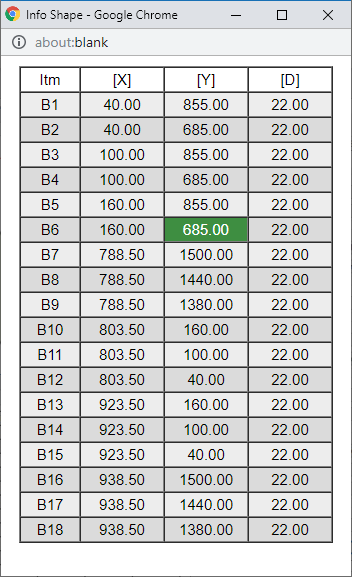 Info Shape - Google Chrome
about:blank
Itm [X] [Y] [D]
B1 40.00 855.00 22.00
B2 40.00 685.00 22.00
B3 100.00 855.00 22.00
B4 100.00 685.00 22.00
B5 160.00 855.00 22.00
B6 160.00 685.00 22.00
B7 788.50 1500.00 22.00
B8 788.50 1440.00 22.00
B9 788.50 1380.00 22.00
B10 803.50 160.00 22.00
B11 803.50 100.00 22.00
B12 803.50 40.00 22.00
B13 923.50 160.00 22.00
B14 923.50 100.00 22.00
B15 923.50 40.00 22.00
B16 938.50 1500.00 22.00
B17 938.50 1440.00 22.00
B18 938.50 1380.00 22.00